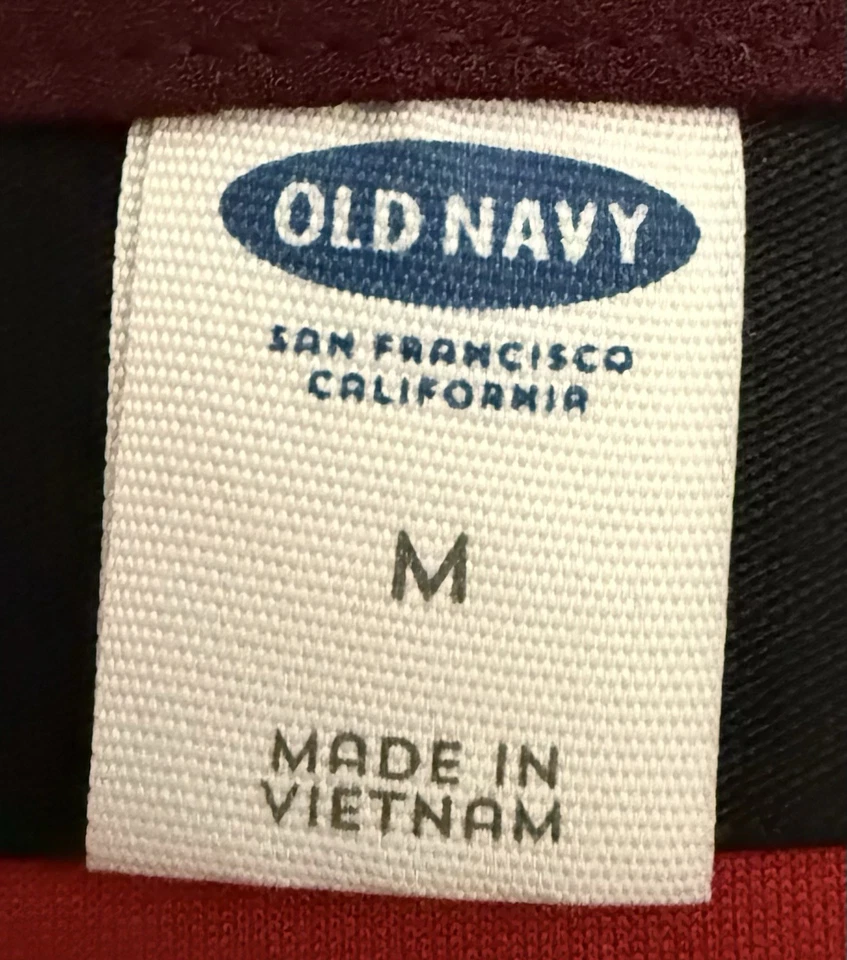 OLD NAVY
SAN FRANCISCO
CALIFORNIA
M
MADE IN
VIETNAM